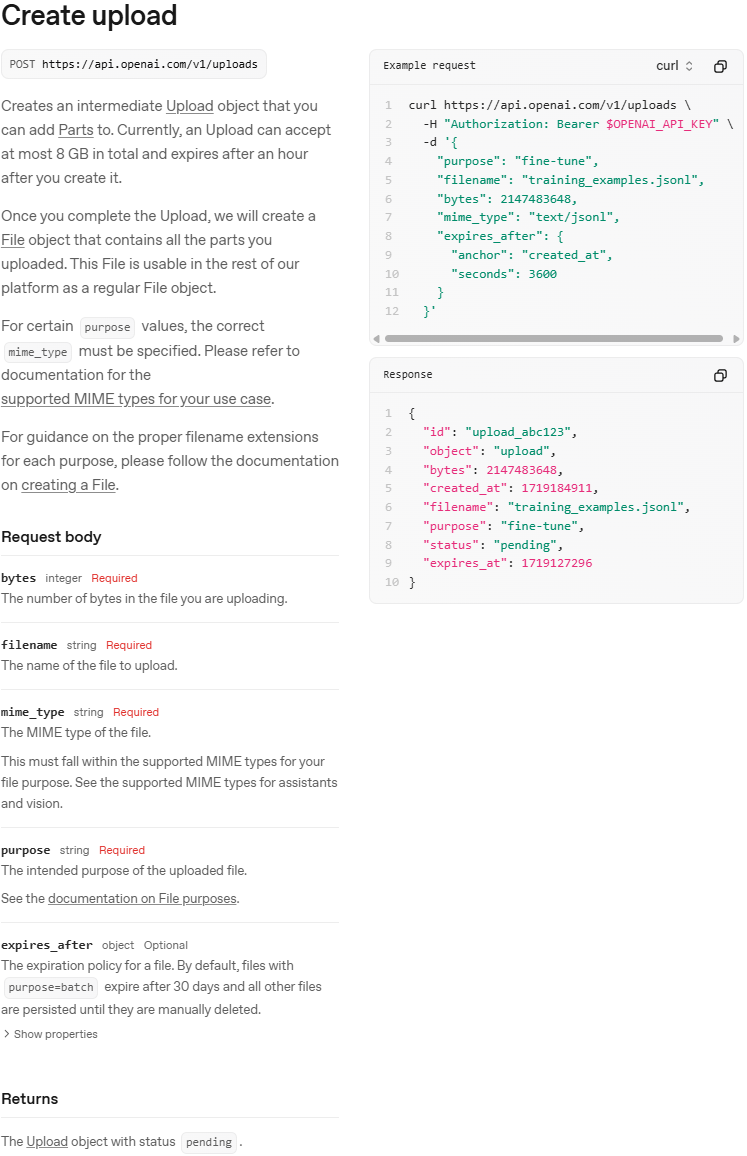 Create upload
POST https://api.openai.com/v1/uploads
Creates an intermediate Upload object that you
can add Parts to. Currently, an Upload can accept
at most 8 GB in total and expires after an hour
after you create it.
Once you complete the Upload, we will create a
File object that contains all the parts you
uploaded. This File is usable in the rest of our
platform as a regular File object.
For certain purpose values, the correct
mime_type must be specified. Please refer to
documentation for the
supported MIME types for your use case.
For guidance on the proper filename extensions
for each purpose, please follow the documentation
on creating a File.
Request body
bytes integer Required
The number of bytes in the file you are uploading.
filename string Required
The name of the file to upload.
mime_type string Required
The MIME type of the file.
This must fall within the supported MIME types for your
file purpose. See the supported MIME types for assistants
and vision.
purpose string Required
The intended purpose of the uploaded file.
See the documentation on File purposes.
expires_after object Optional
The expiration policy for a file. By default, files with
purpose=batch expire after 30 days and all other files
are persisted until they are manually deleted.
Show properties
Returns
The Upload object with status pending .
Example request curl
1 curl https://api.openai.com/v1/uploads \
2 -H "Authorization: Bearer $OPENAI_API_KEY" \
3 -d '{
4 "purpose": "fine-tune",
5 "filename": "training_examples.jsonl",
6 "bytes": 2147483648,
7 "mime_type": "text/jsonl",
8 "expires_after": {
9 "anchor": "created_at",
10 "seconds": 3600
11 }
12 }'
Response
1 {
2 "id": "upload_abc123",
3 "object": "upload",
4 "bytes": 2147483648,
5 "created_at": 1719184911,
6 "filename": "training_examples.jsonl",
7 "purpose": "fine-tune",
8 "status": "pending",
9 "expires_at": 1719127296
10 }